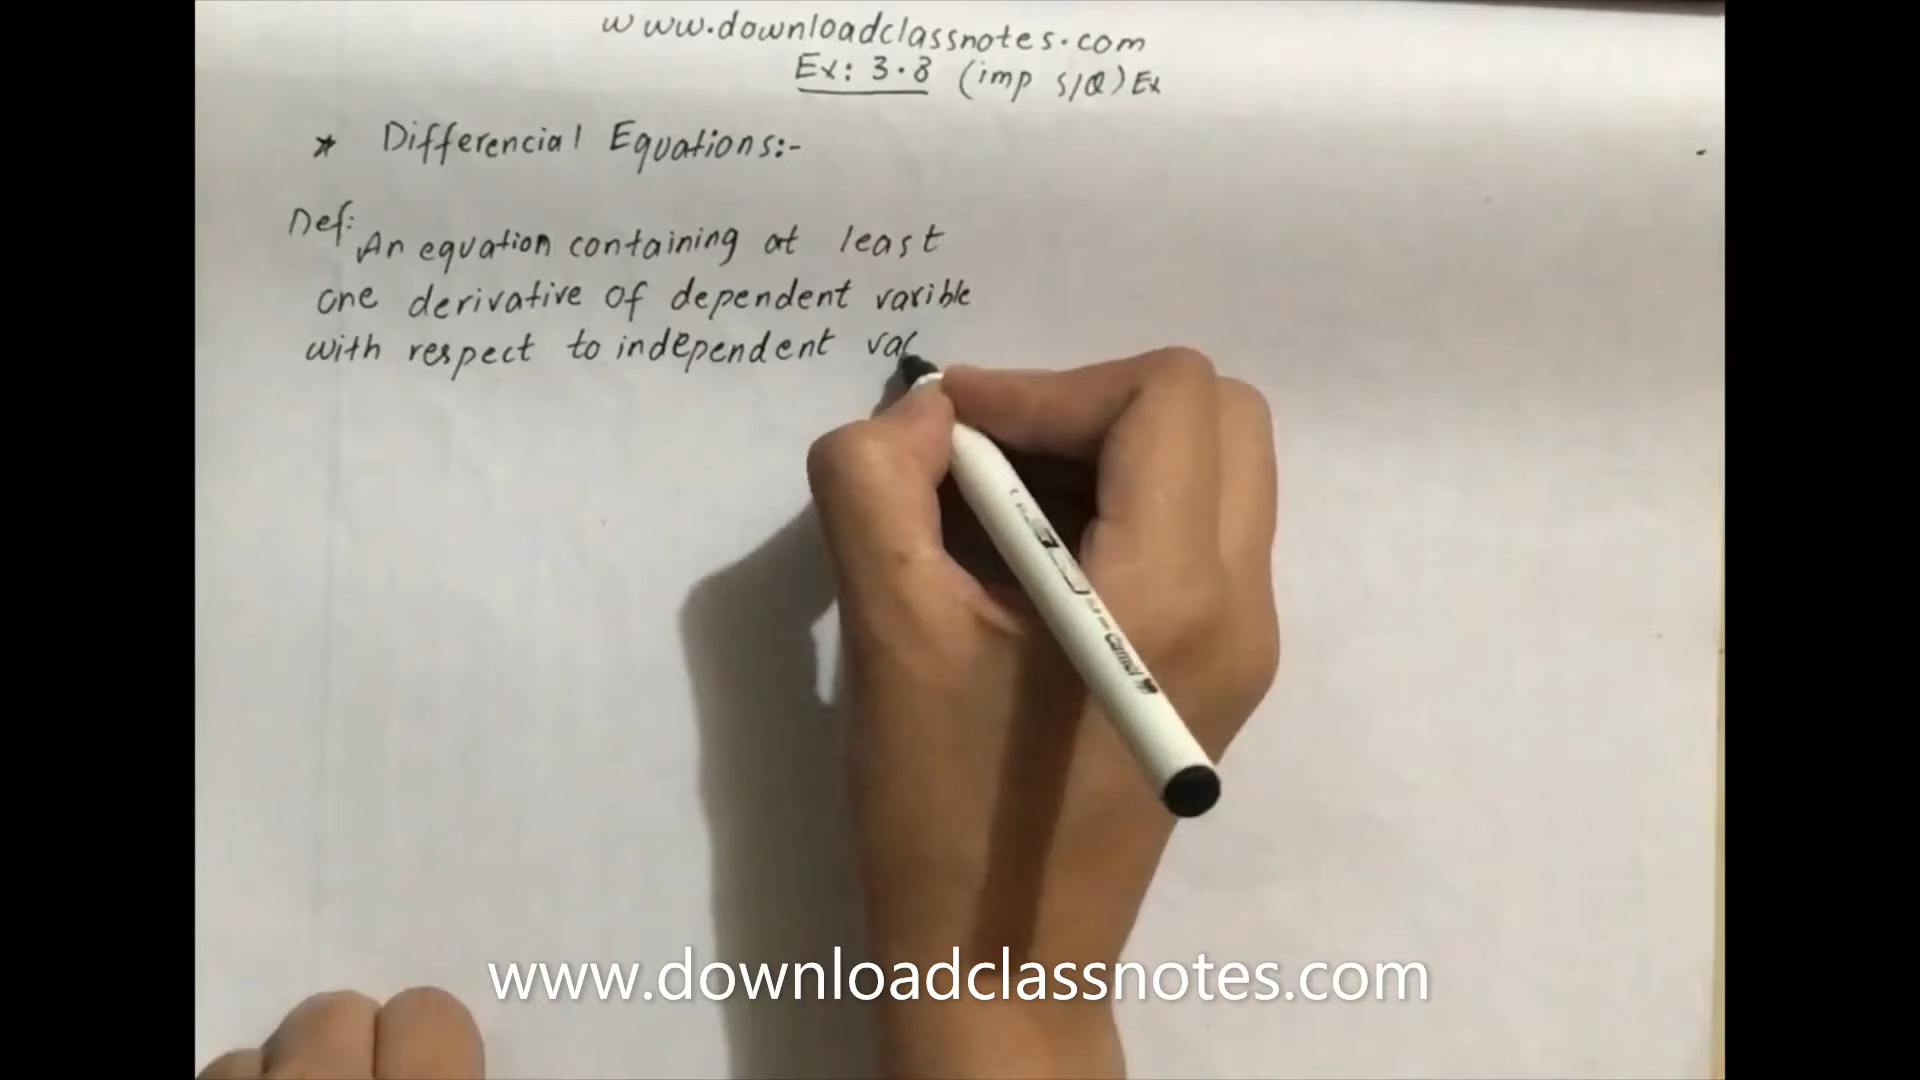 www.downloadclassnotes.com
Ex: 3.8 (imp S/Q) Ex
* Differencial Equations:-
Def: An equation containing at least
one derivative of dependent varible
with respect to independent var
Carmel
www.downloadclassnotes.com